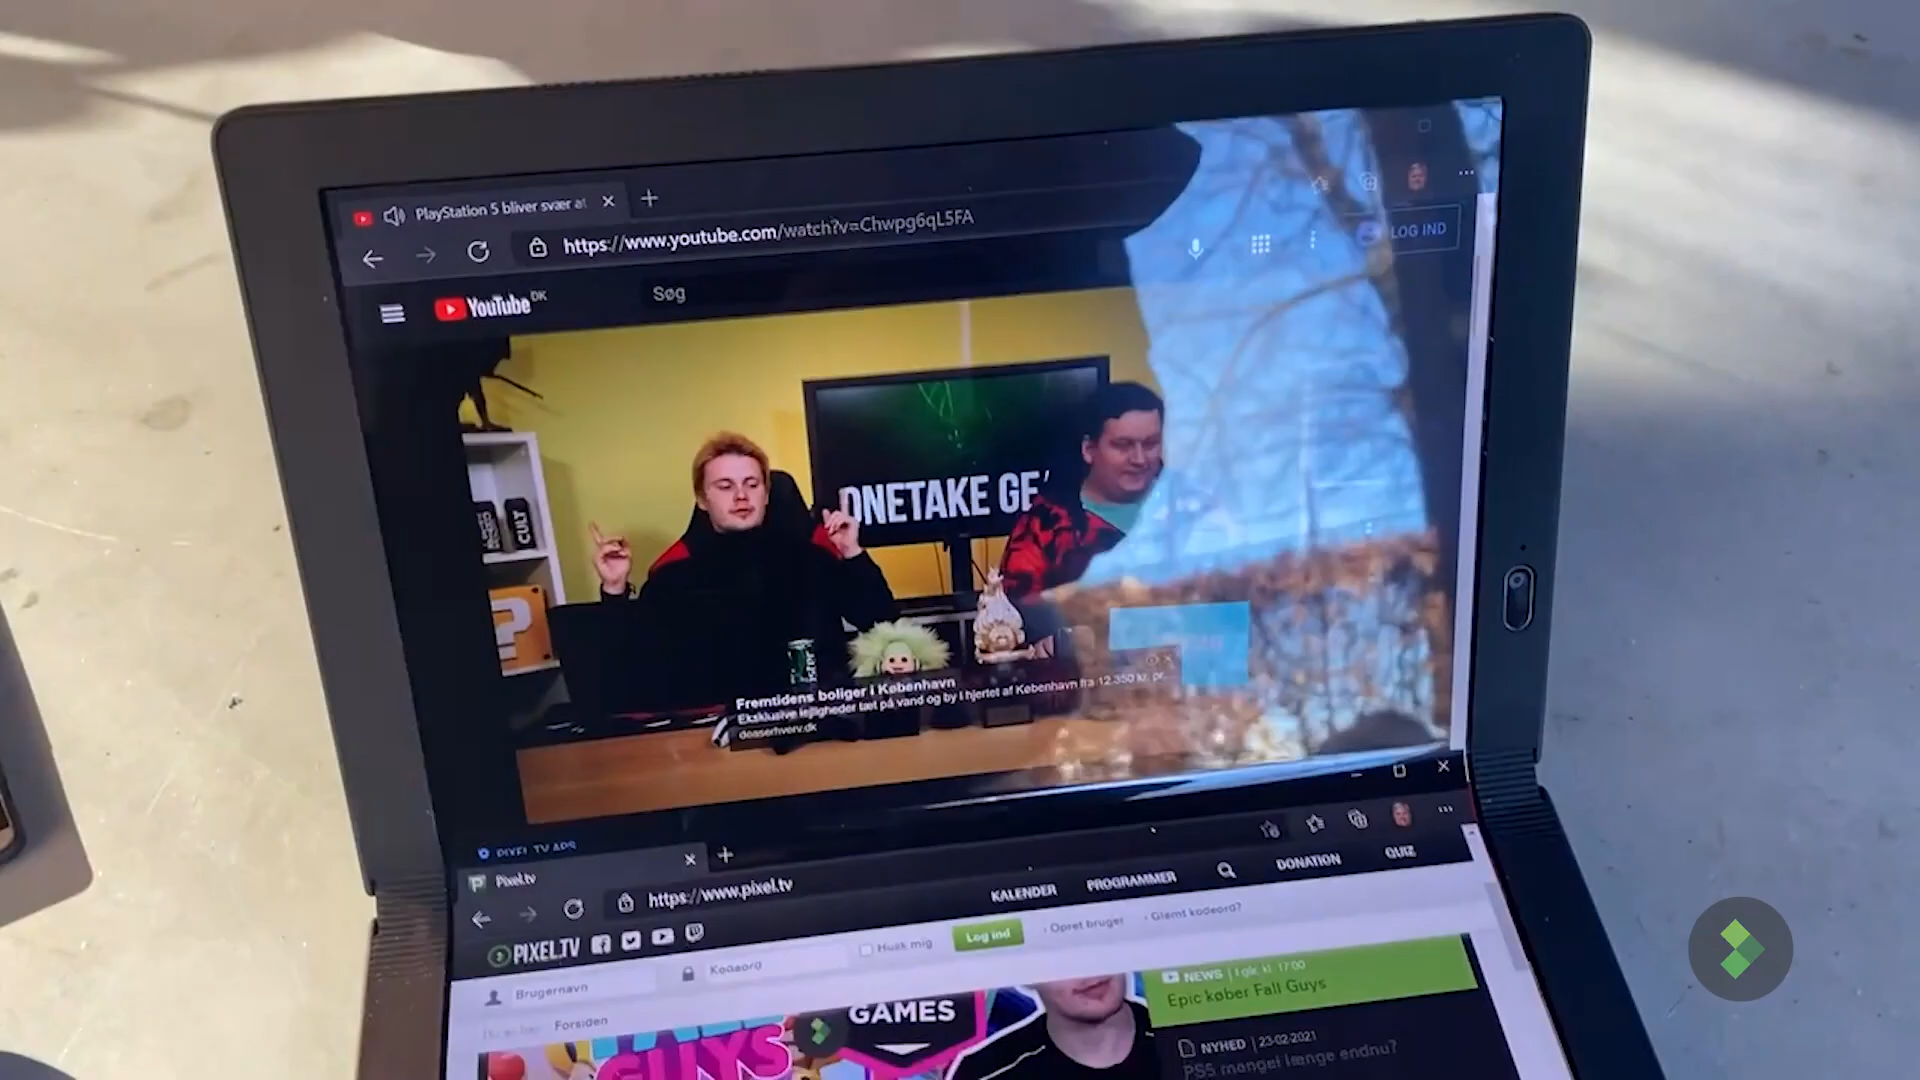 PlayStation 5 bliver svær at
https://www.youtube.com/watch?v=Chwpg6qL5FA
LOG IND
YouTube DK
Søg
ONETAKE GE
CULT
?
Fremtidens boliger i København
Eksklusive lejligheder tæt på vand og by i hjertet af København fra 12.350 kr. pr...
deaserhverv.dk
PIXEL TV APS
Pixel.tv
https://www.pixel.tv
KALENDER
PROGRAMMER
DONATION
QUIZ
PIXEL.TV
Brugernavn
Kodeord
Husk mig
Log ind
Opret bruger
Glemt kodeord?
Forsiden
GUYS
GAMES
NEWS | I går, kl. 17:00
Epic køber Fall Guys
NYHED | 23-02-2021
PS5 mangel længe endnu?